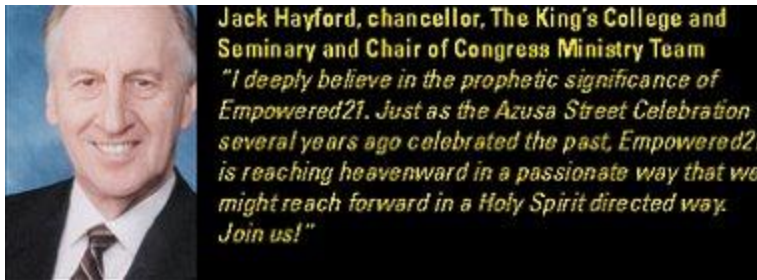 Jack Hayford, chancellor, The King's College and
Seminary and Chair of Congress Ministry Team
"I deeply believe in the prophetic significance of
Empowered21. Just as the Azusa Street Celebration
several years ago celebrated the past, Empowered21
is reaching heavenward in a passionate way that we
might reach forward in a Holy Spirit directed way.
Join us!"